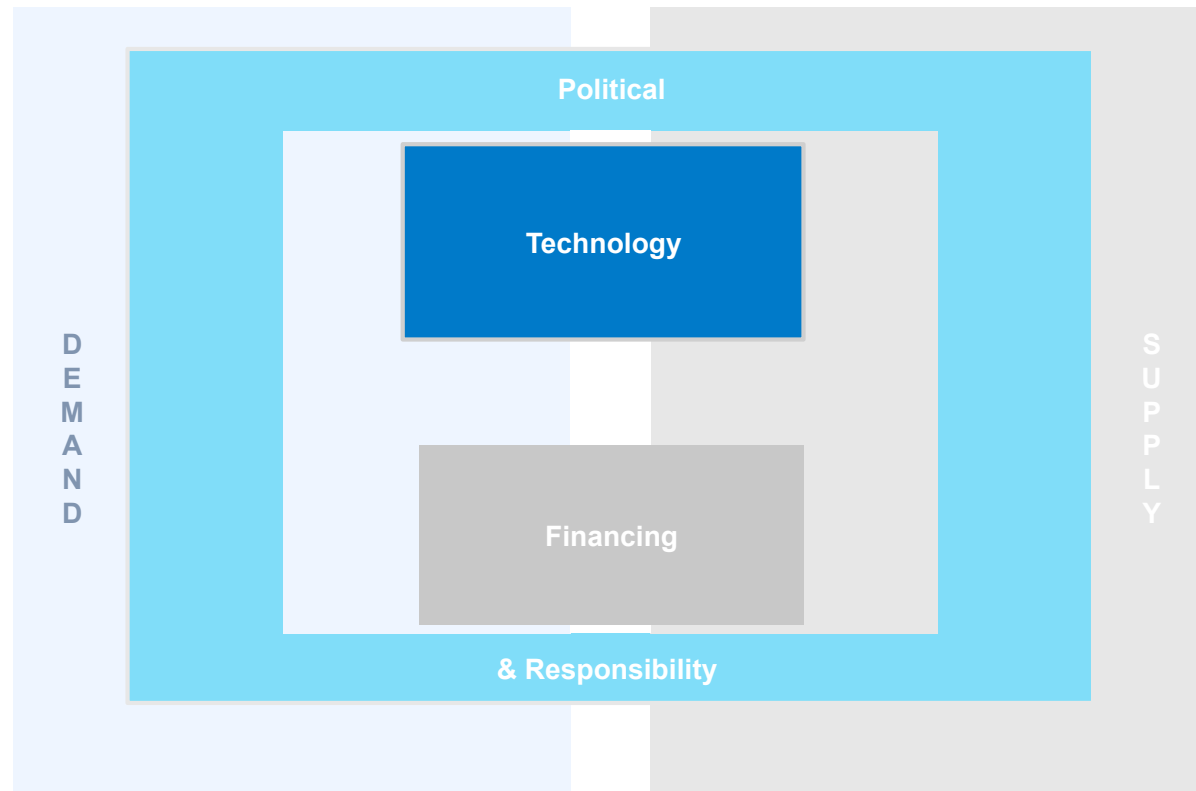 Political
Technology
DEMAND
SUPPLY
Financing
& Responsibility